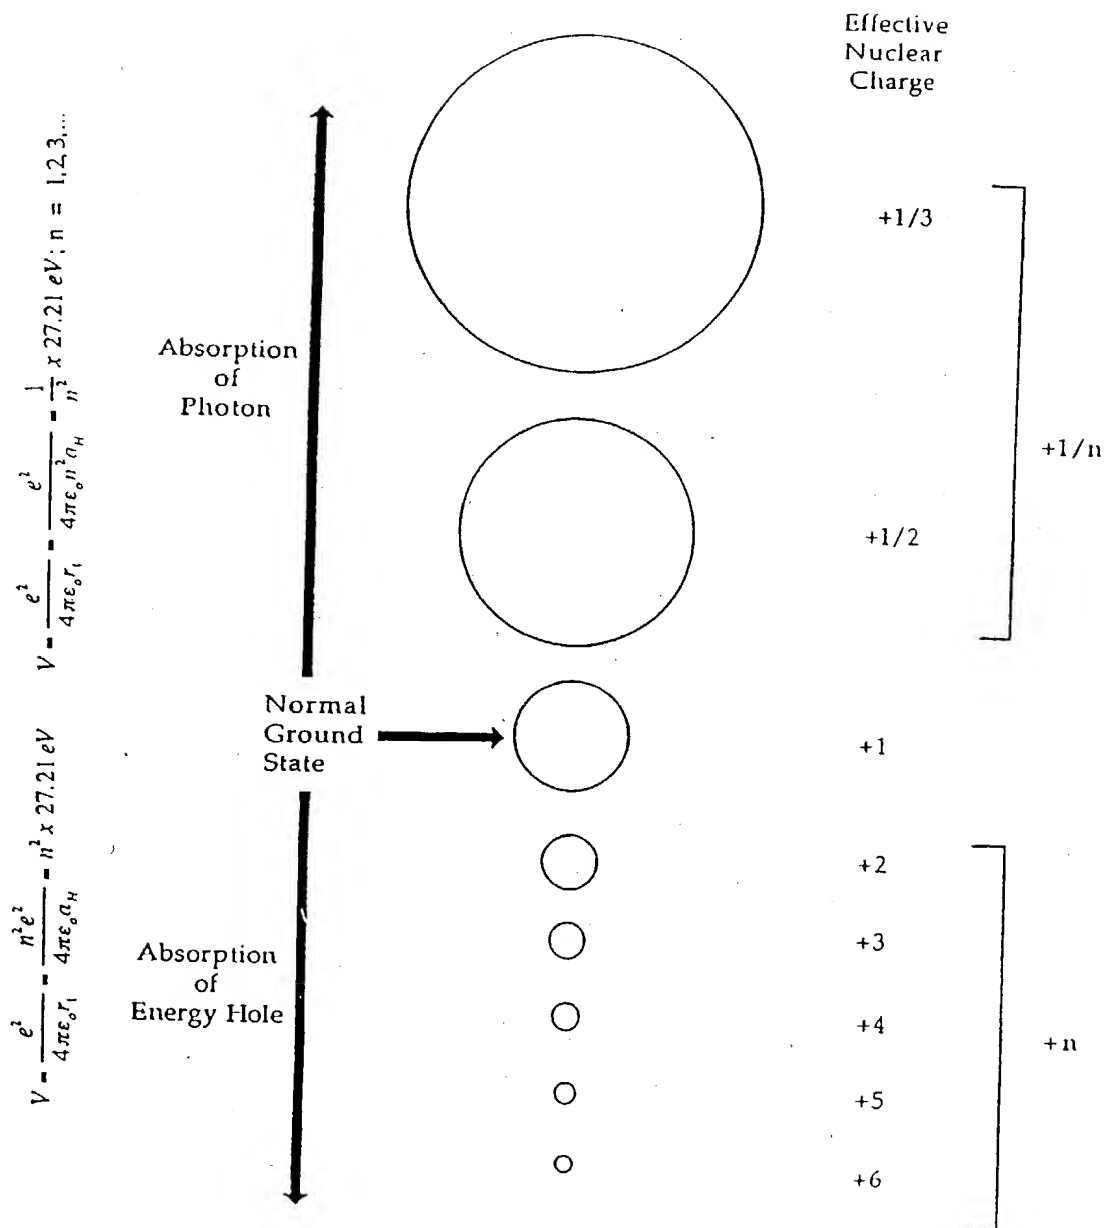 Effective
Nuclear
Charge
V = e² / 4πε₀r₁ = e² / 4πε₀n²a_H = 1/n² x 27.21 eV; n = 1,2,3,...
+1/3
Absorption
of
Photon
+1/n
+1/2
Normal
Ground
State
+1
V = e² / 4πε₀r₁ = n²e² / 4πε₀a_H = n² x 27.21 eV
+2
+3
Absorption
of
Energy Hole
+4
+n
+5
+6